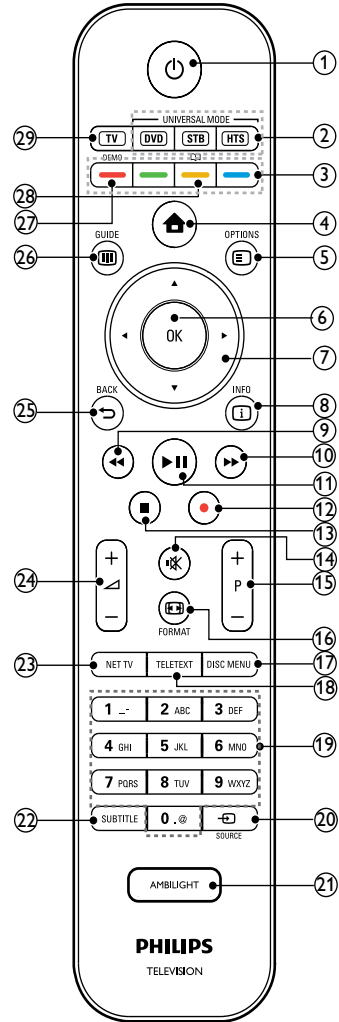 1
UNIVERSAL MODE
29 TV DVD STB HTS 2
DEMO
28 3
27
4
GUIDE OPTIONS
26 5
6
OK
7
BACK INFO
25 i 8
9
10
11
12
13
14
+ +
24 P 15
- -
16
FORMAT
23 NET TV TELETEXT DISC MENU 17
18
1 _- 2 ABC 3 DEF
4 GHI 5 JKL 6 MNO 19
7 PQRS 8 TUV 9 WXYZ
22 SUBTITLE 0 .@ 20
SOURCE
AMBILIGHT 21
PHILIPS
TELEVISION